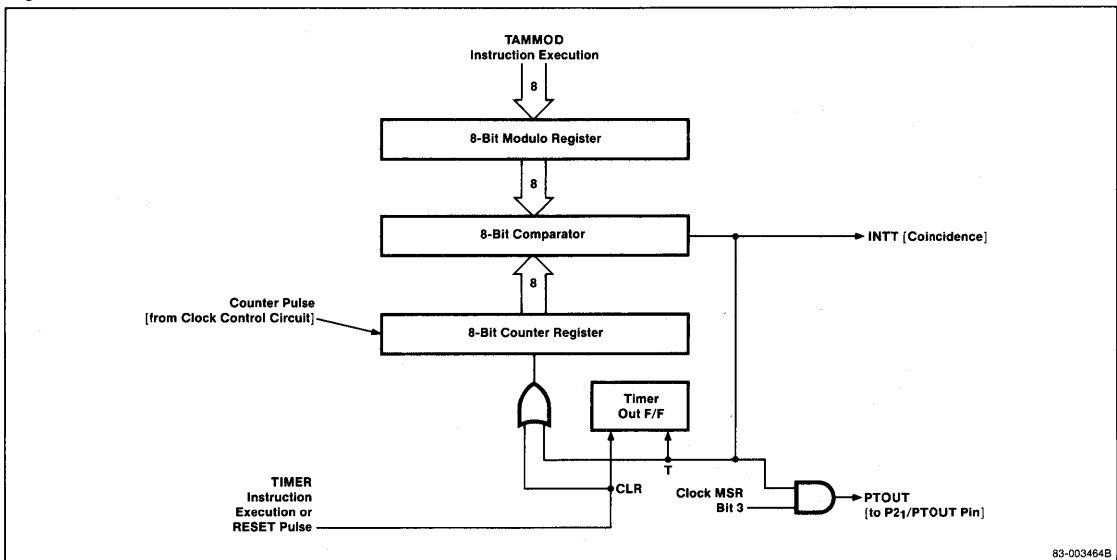 TAMMOD
Instruction Execution
8
8-Bit Modulo Register
8
8-Bit Comparator
INTT [Coincidence]
8
Counter Pulse
[from Clock Control Circuit]
8-Bit Counter Register
Timer
Out F/F
T
CLR
TIMER
Instruction
Execution or
RESET Pulse
Clock MSR
Bit 3
PTOUT
[to P21/PTOUT Pin]
83-003464B